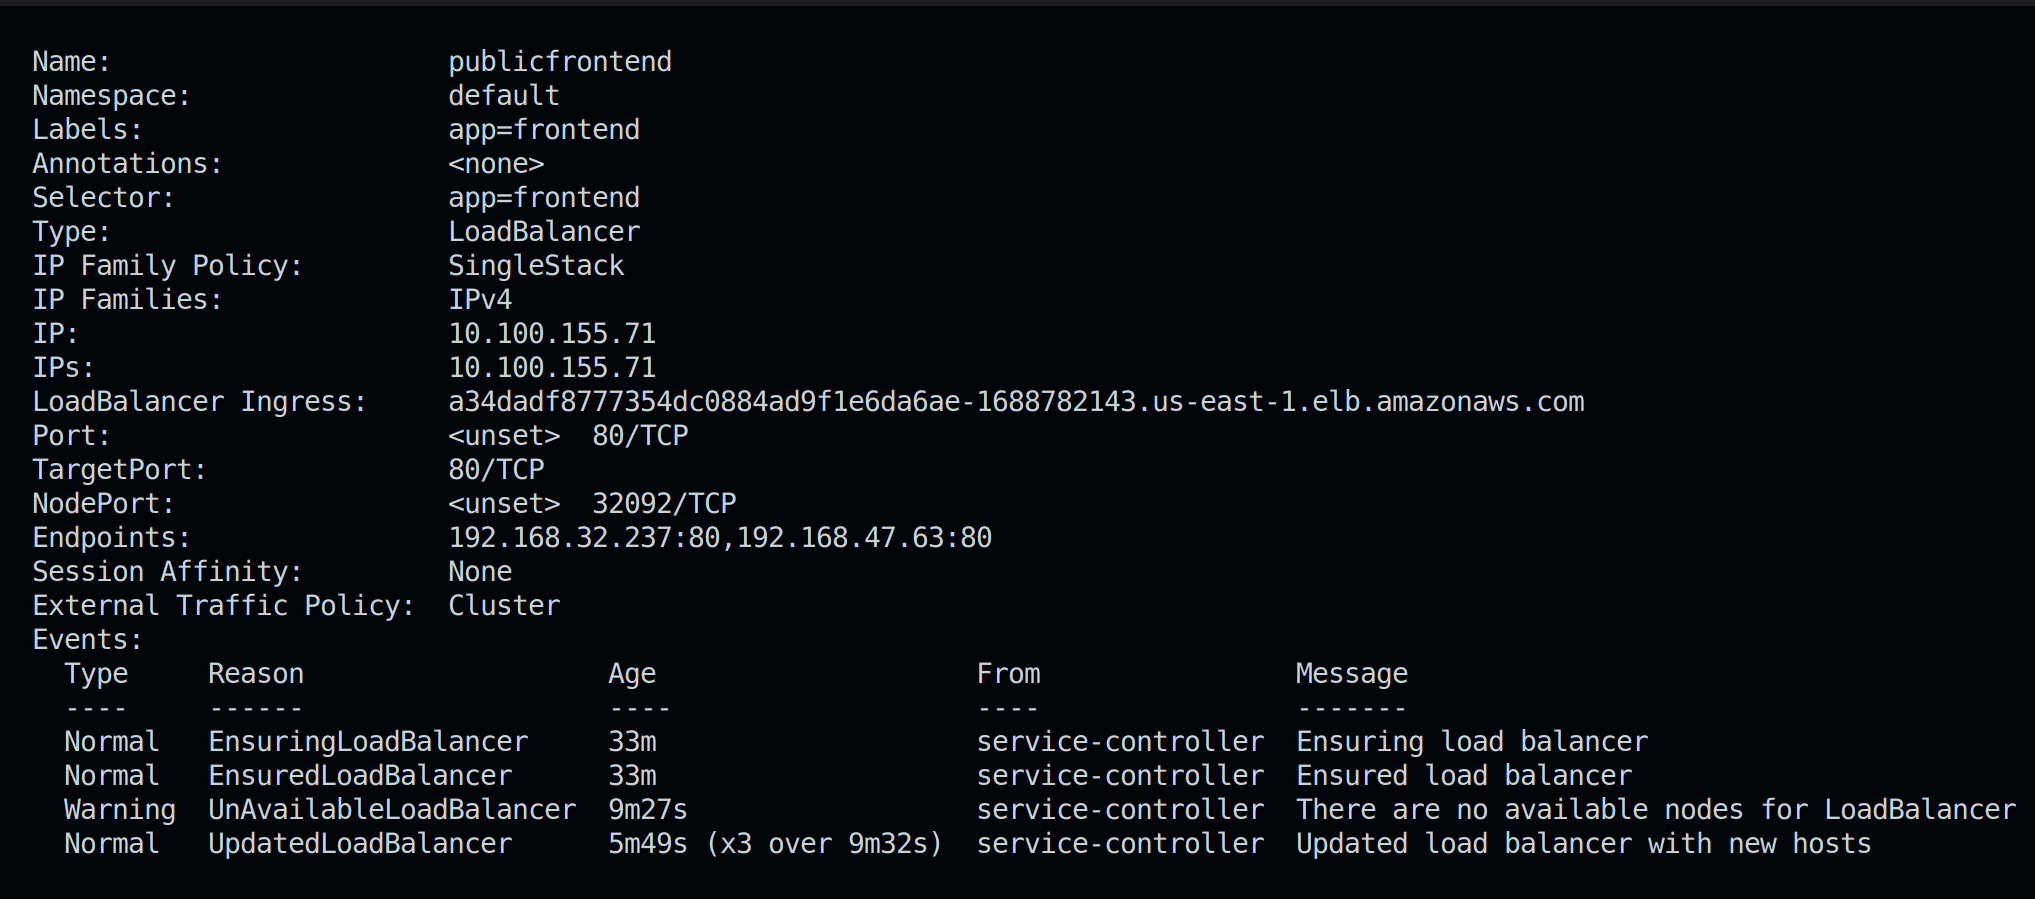 Name:                     publicfrontend
Namespace:                default
Labels:                   app=frontend
Annotations:              <none>
Selector:                 app=frontend
Type:                     LoadBalancer
IP Family Policy:         SingleStack
IP Families:              IPv4
IP:                       10.100.155.71
IPs:                      10.100.155.71
LoadBalancer Ingress:     a34dadf8777354dc0884ad9f1e6da6ae-1688782143.us-east-1.elb.amazonaws.com
Port:                     <unset>  80/TCP
TargetPort:               80/TCP
NodePort:                 <unset>  32092/TCP
Endpoints:                192.168.32.237:80,192.168.47.63:80
Session Affinity:         None
External Traffic Policy:  Cluster
Events:
  Type     Reason                   Age                    From                Message
  ----     ------                   ----                   ----                -------
  Normal   EnsuringLoadBalancer     33m                    service-controller  Ensuring load balancer
  Normal   EnsuredLoadBalancer      33m                    service-controller  Ensured load balancer
  Warning  UnAvailableLoadBalancer  9m27s                  service-controller  There are no available nodes for LoadBalancer
  Normal   UpdatedLoadBalancer      5m49s (x3 over 9m32s)  service-controller  Updated load balancer with new hosts